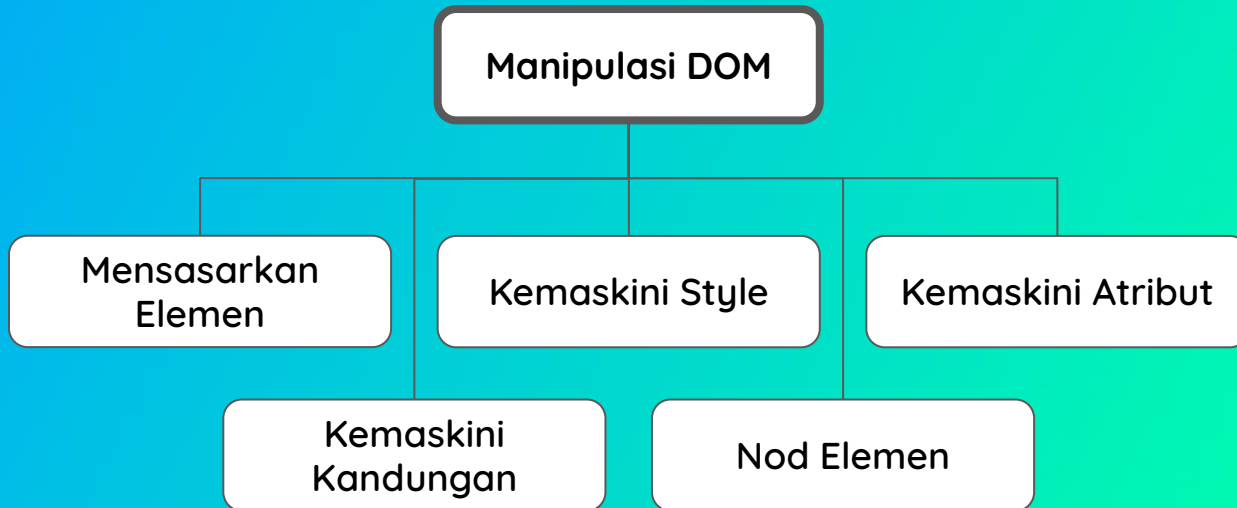 Manipulasi DOM
Mensasarkan
Elemen
Kemaskini Style
Kemaskini Atribut
Kemaskini
Kandungan
Nod Elemen